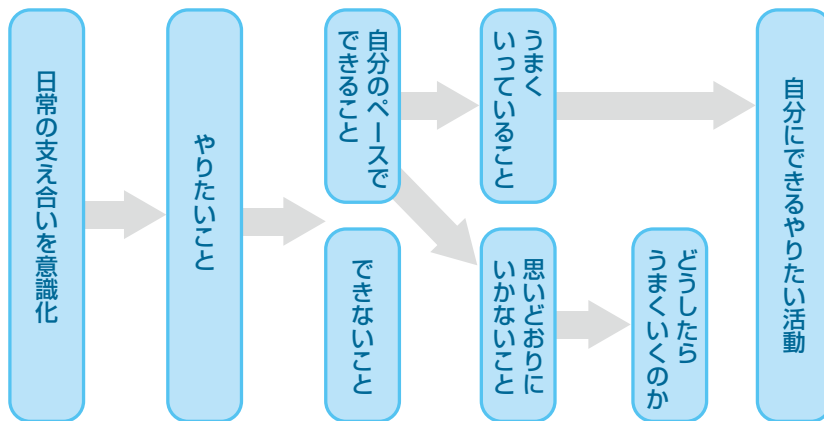 日常の支え合いを意識化
やりたいこと
自分のペースで
できること
できないこと
うまく
いっていること
思いどおりに
いかないこと
どうしたら
うまくいくのか
自分にできるやりたい活動